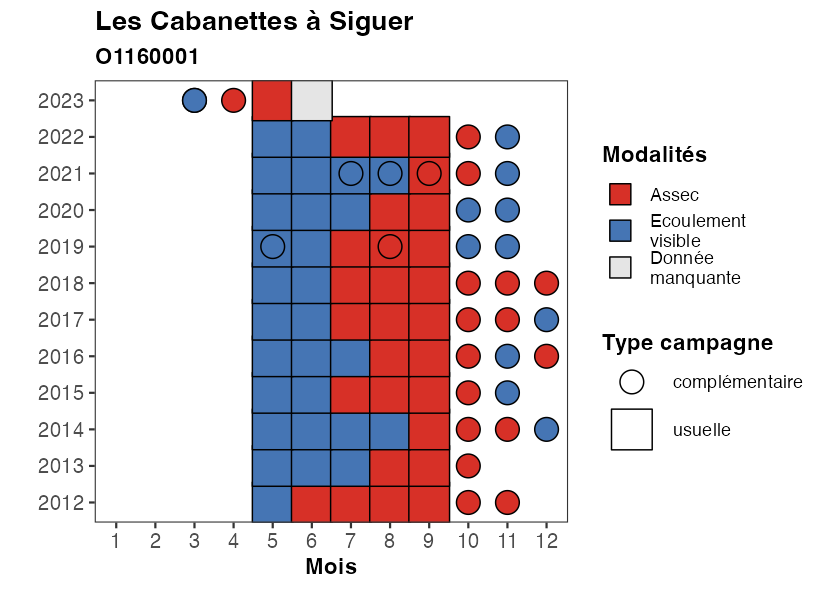 Les Cabanettes à Siguer
O1160001
2023
2022
2021
2020
2019
2018
2017
2016
2015
2014
2013
2012
1 2 3 4 5 6 7 8 9 10 11 12
Mois
Modalités
Assec
Ecoulement
visible
Donnée
manquante
Type campagne
complémentaire
usuelle